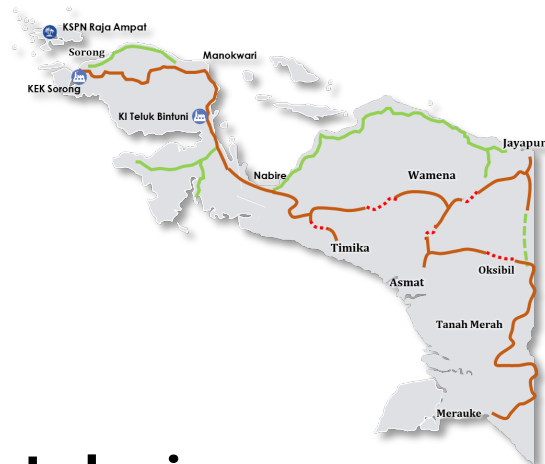 KSPN Raja Ampat
Sorong
Manokwari
KEK Sorong
KI Teluk Bintuni
Jayapur
Nabire
Wamena
Timika
Oksibil
Asmat
Tanah Merah
Merauke